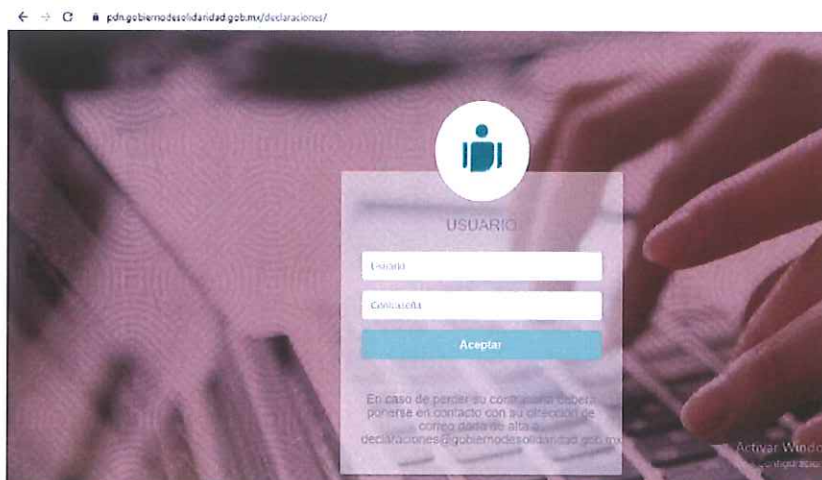 pdn.gobiernodesolidaridad.gob.mx/declaraciones/
USUARIO
Usuario
Contraseña
Aceptar
En caso de perder su contraseña deberá
ponerse en contacto con su dirección de
correo dada de alta a
declaraciones@gobiernodesolidaridad.gob.mx
Activar Windo